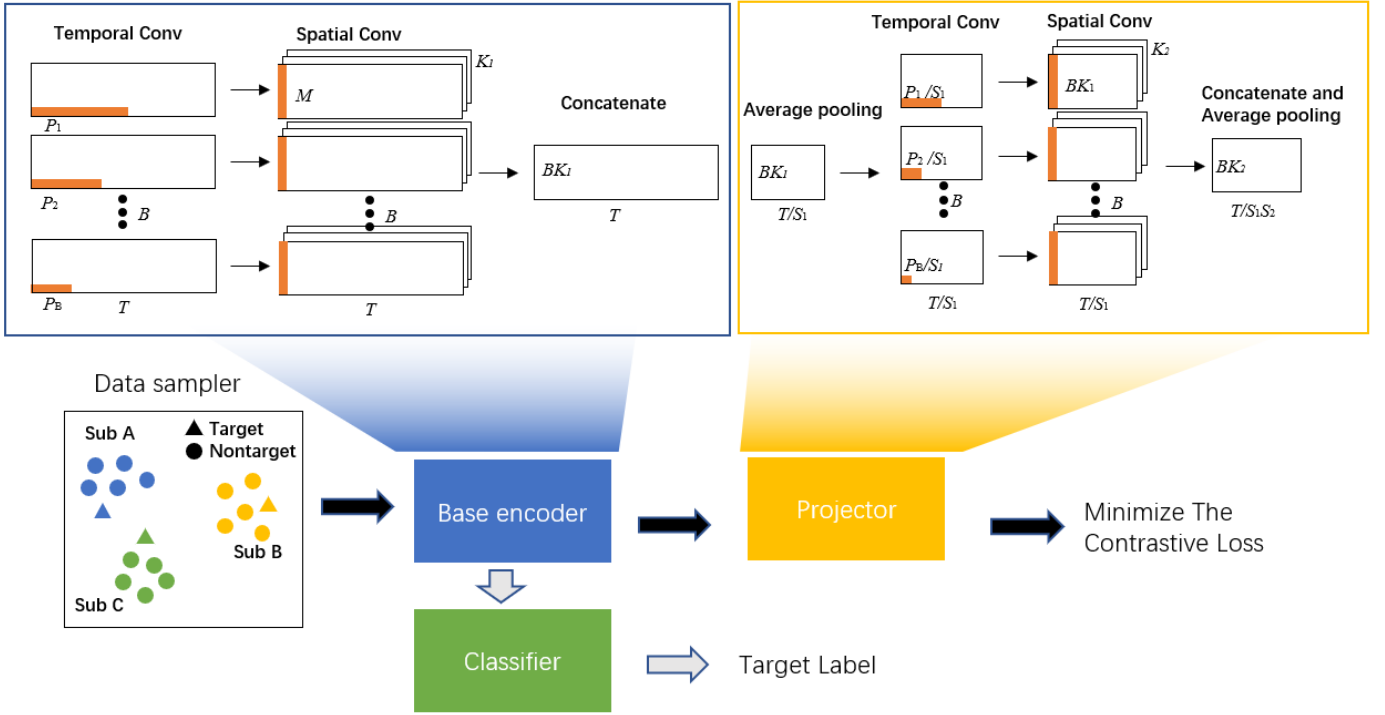 Temporal Conv
Spatial Conv
K1
M
P1
Concatenate
P2
B
B
BK1
T
PB
T
T
Temporal Conv
Spatial Conv
K2
P1 /S1
BK1
Average pooling
Concatenate and
Average pooling
P2 /S1
BK1
BK2
T/S1
B
B
T/S1S2
PB/S1
T/S1
T/S1
Data sampler
Sub A
Target
Nontarget
Sub B
Sub C
Base encoder
Projector
Minimize The
Contrastive Loss
Classifier
Target Label